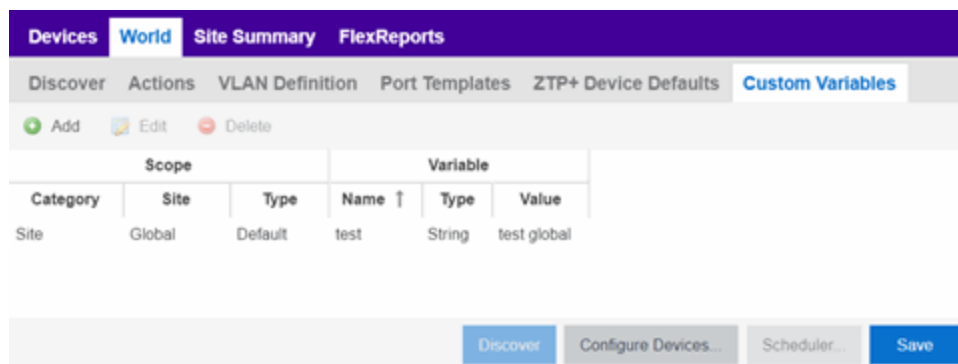 Devices World Site Summary FlexReports
Discover Actions VLAN Definition Port Templates ZTP+ Device Defaults Custom Variables
Add Edit Delete
Scope Variable
Category Site Type Name ↑ Type Value
Site Global Default test String test global
Discover Configure Devices... Scheduler... Save